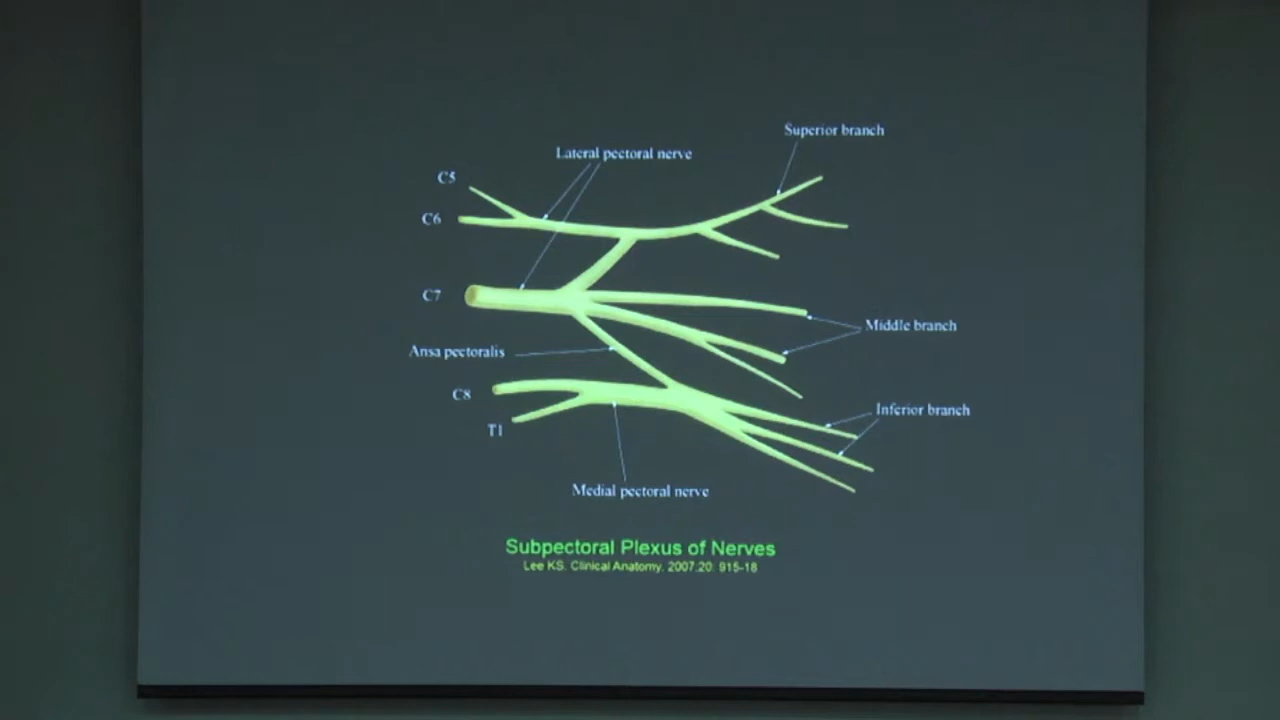 Superior branch
Lateral pectoral nerve
C5
C6
C7
Middle branch
Ansa pectoralis
C8
Inferior branch
T1
Medial pectoral nerve
Subpectoral Plexus of Nerves
Lee KS. Clinical Anatomy. 2007;20: 915-18